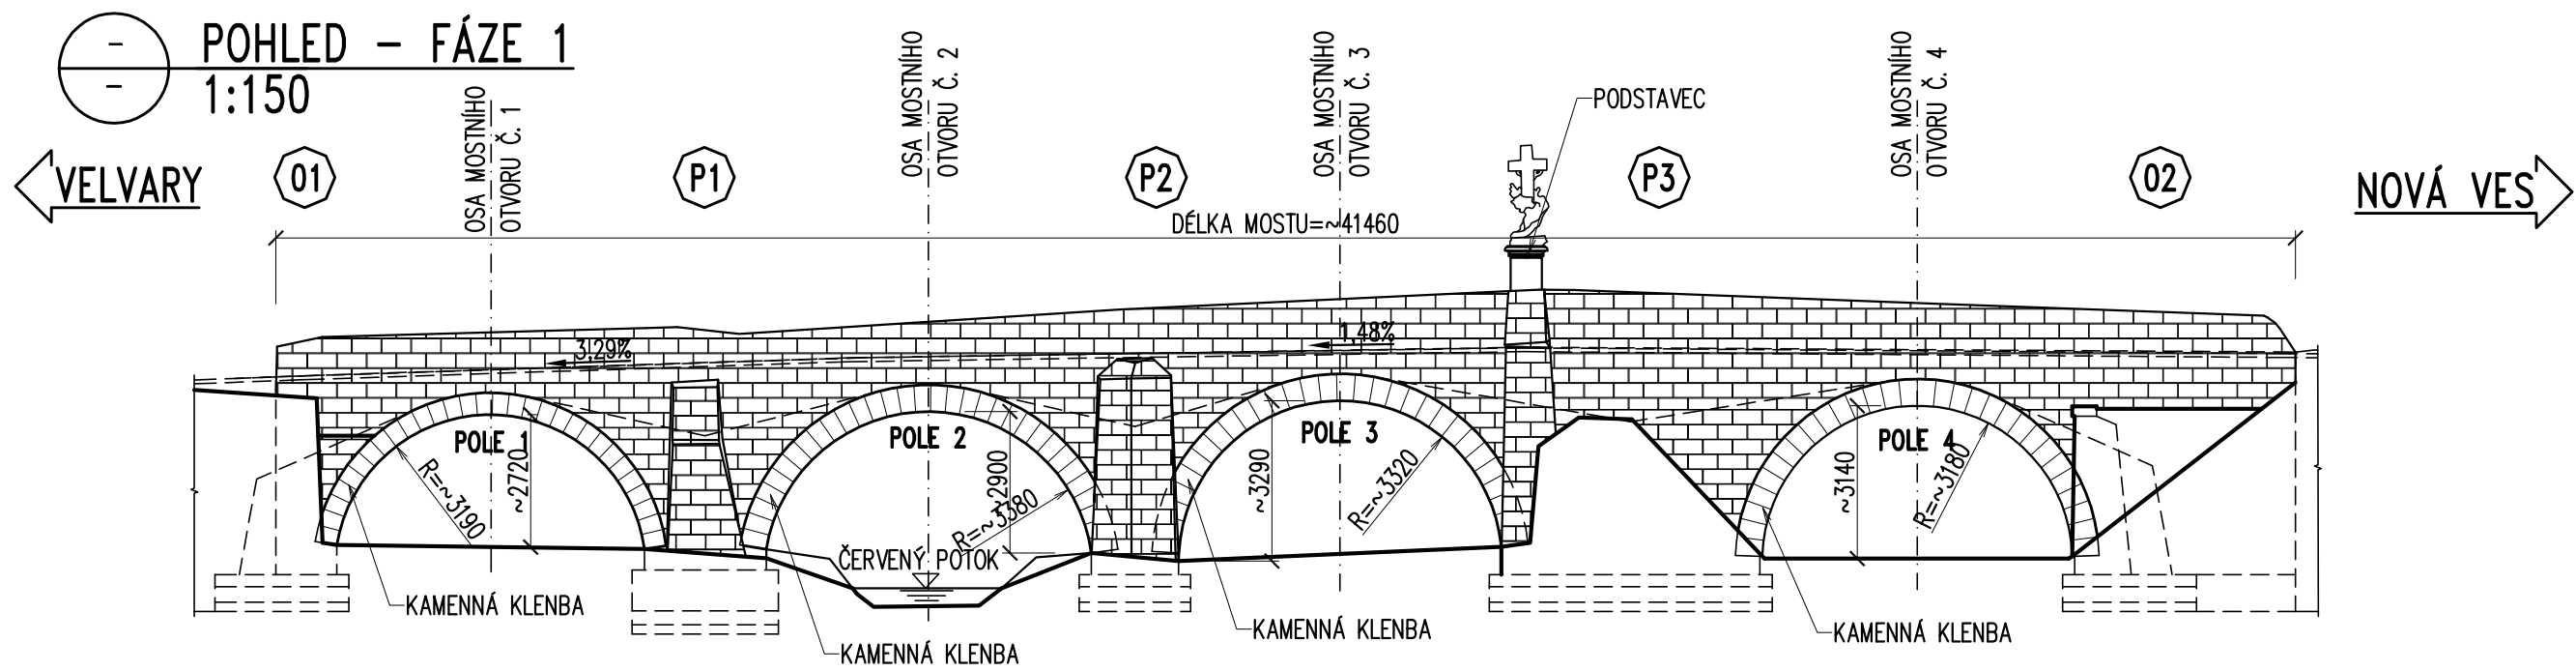 -
-
POHLED - FÁZE 1
1:150
VELVARY
NOVÁ VES
O1
P1
P2
P3
O2
OSA MOSTNÍHO
OTVORU Č. 1
OSA MOSTNÍHO
OTVORU Č. 2
OSA MOSTNÍHO
OTVORU Č. 3
OSA MOSTNÍHO
OTVORU Č. 4
PODSTAVEC
DÉLKA MOSTU=~41460
3,29%
1,48%
POLE 1
POLE 2
POLE 3
POLE 4
R=~3190
~2720
R=~3380
~2900
~3290
R=~3320
~3140
R=~3180
ČERVENÝ POTOK
KAMENNÁ KLENBA
KAMENNÁ KLENBA
KAMENNÁ KLENBA
KAMENNÁ KLENBA